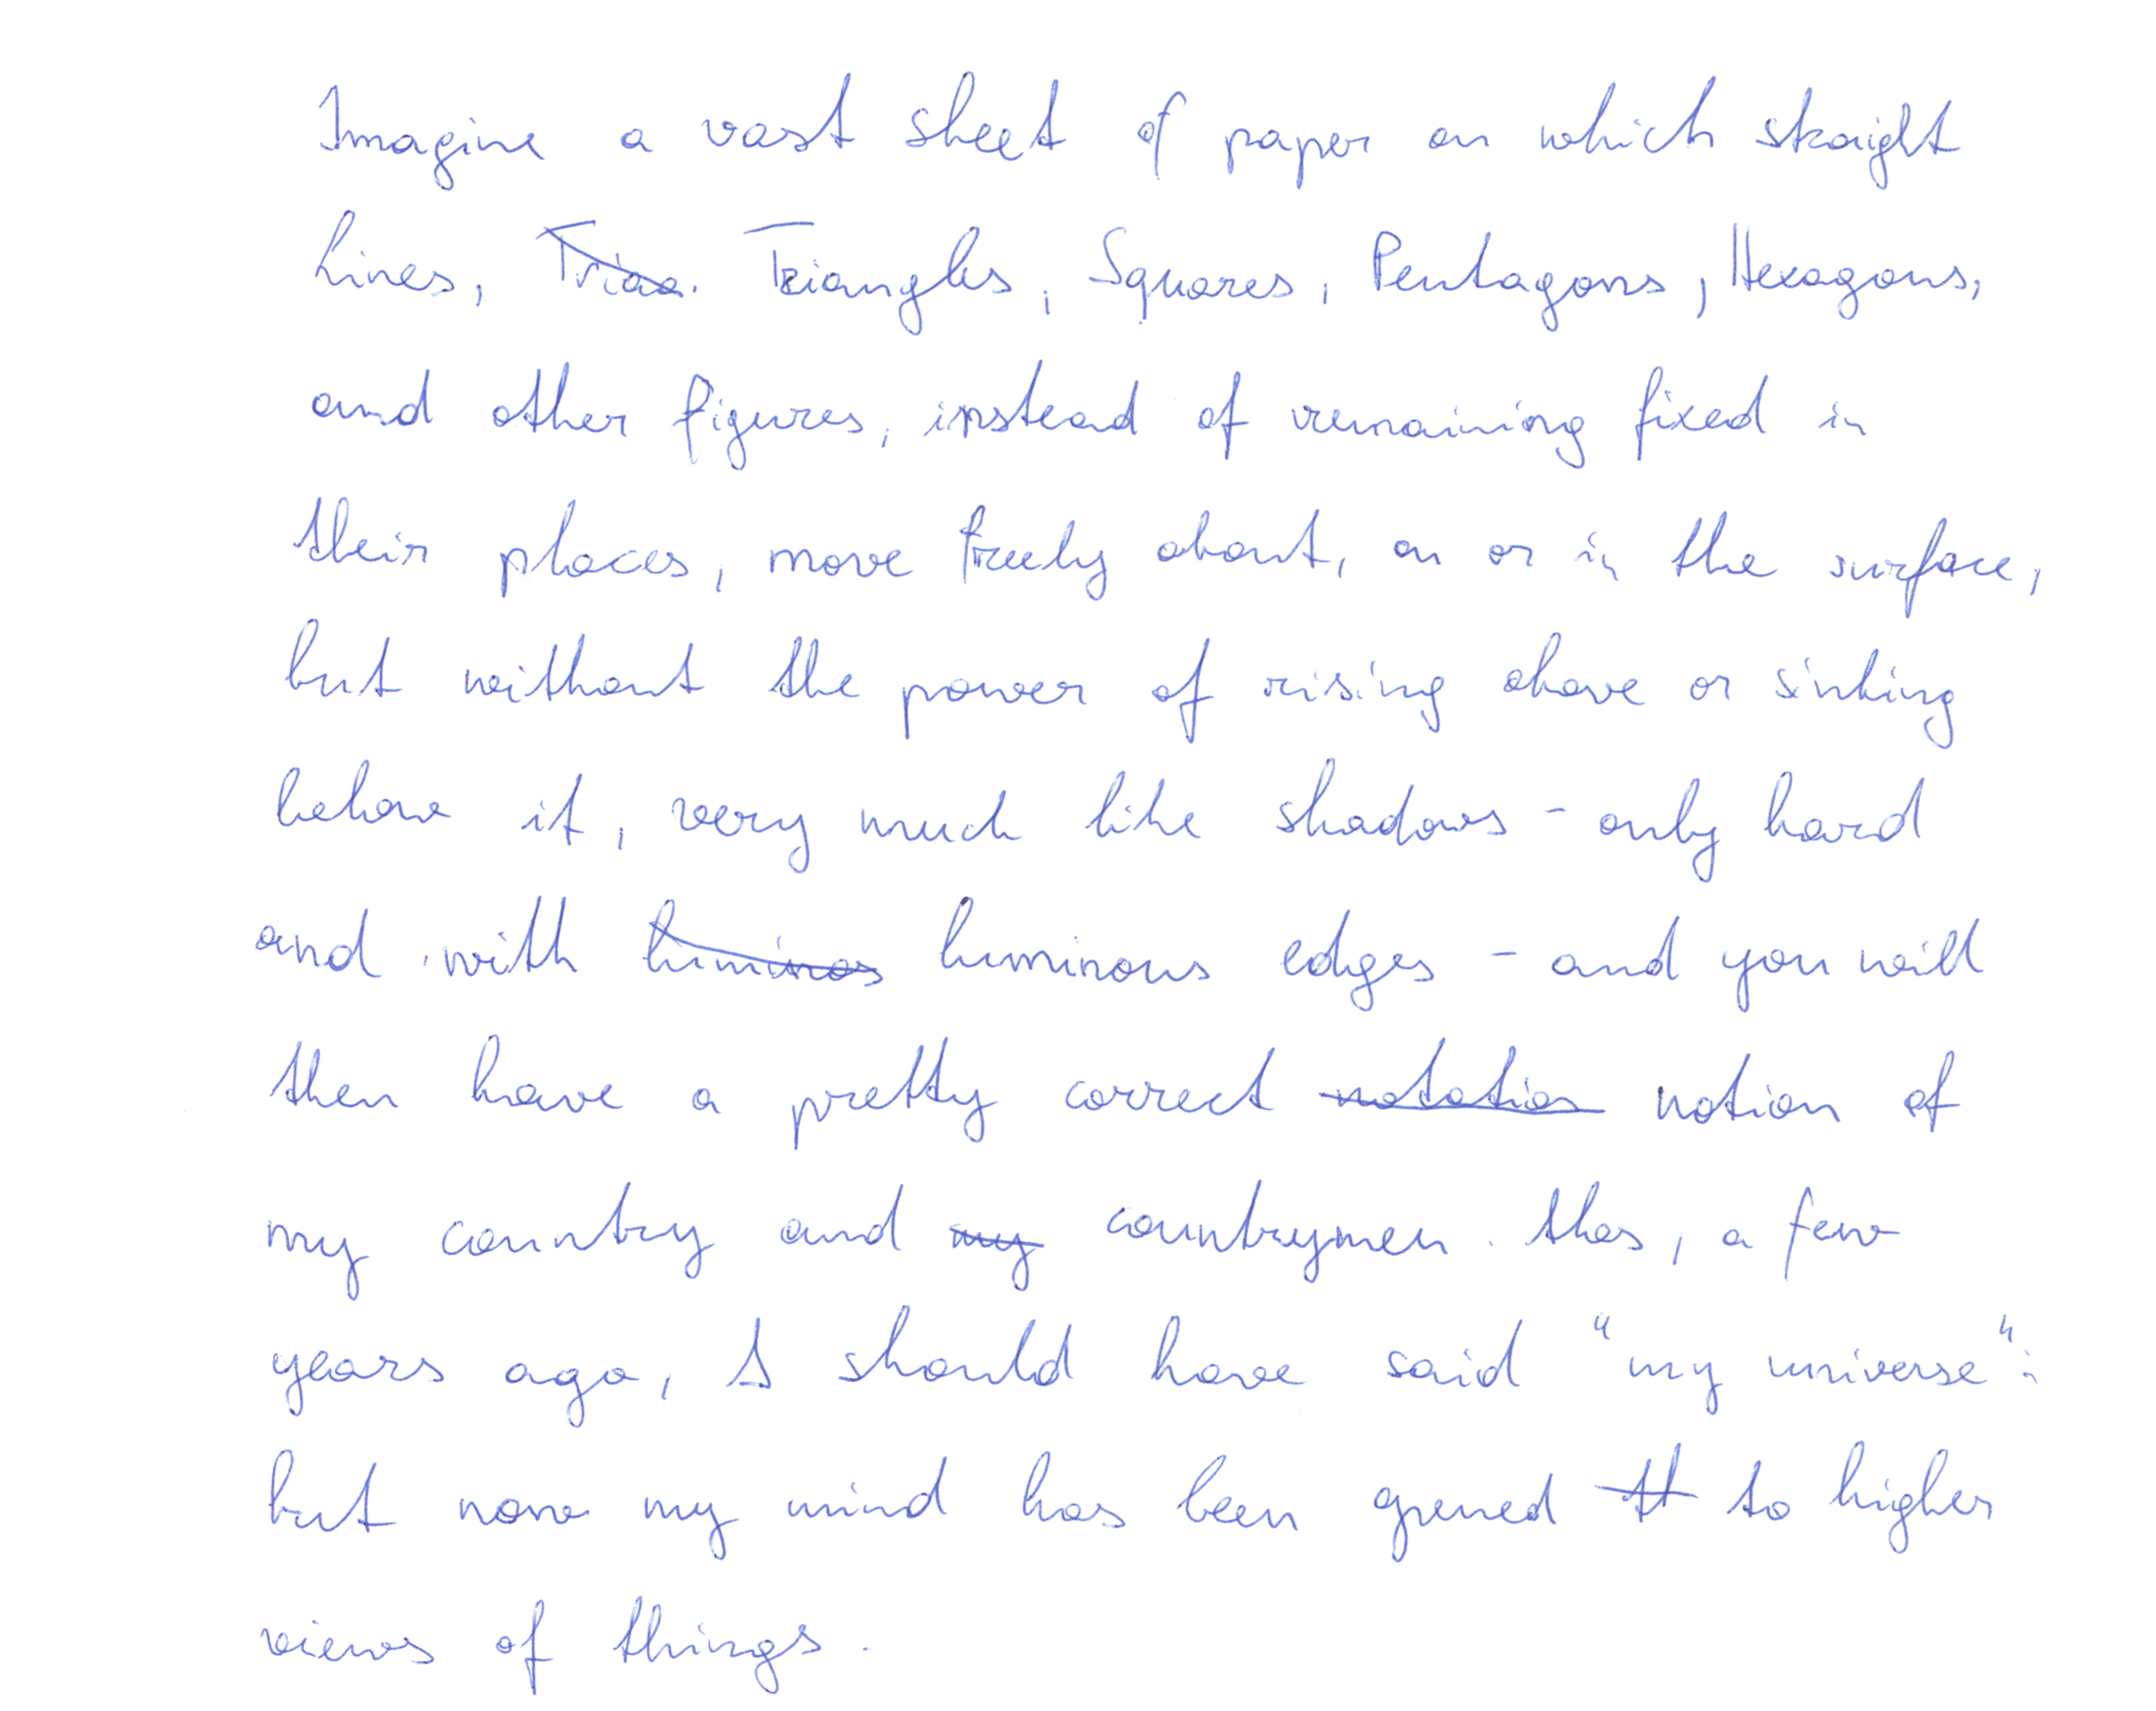 Imagine a vast sheet of paper on which straight
Lines, Trias. Triangles, Squares, Pentagons, Hexagons,
and other figures, instead of remaining fixed in
their places, move freely about, on or in the surface,
but without the power of rising above or sinking
below it, very much like shadows - only hard
and with luminos luminous edges - and you will
then have a pretty correct notation notion of
my country and my countrymen. Alas, a few
years ago, I should have said "my universe":
but now my mind has been opened tt to higher
views of things.